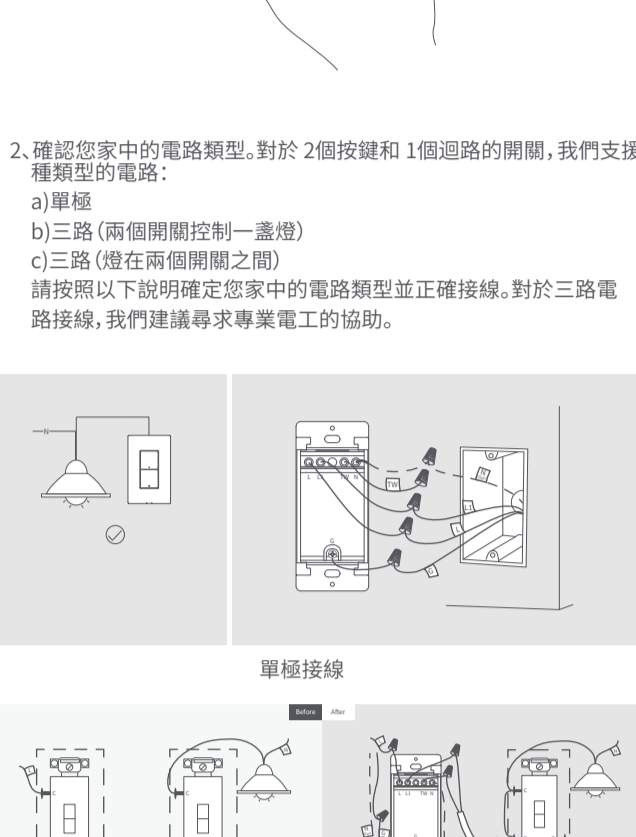 2、確認您家中的電路類型。對於 2個按鍵和 1個迴路的開關，我們支援
種類型的電路：
a)單極
b)三路（兩個開關控制一盞燈）
c)三路（燈在兩個開關之間）
請按照以下說明確定您家中的電路類型並正確接線。對於三路電
路接線，我們建議尋求專業電工的協助。
N
L L1 TW N
TW
N
L1
L
G
G
單極接線
Before After
C
C
N
L L1 TW N
C
N